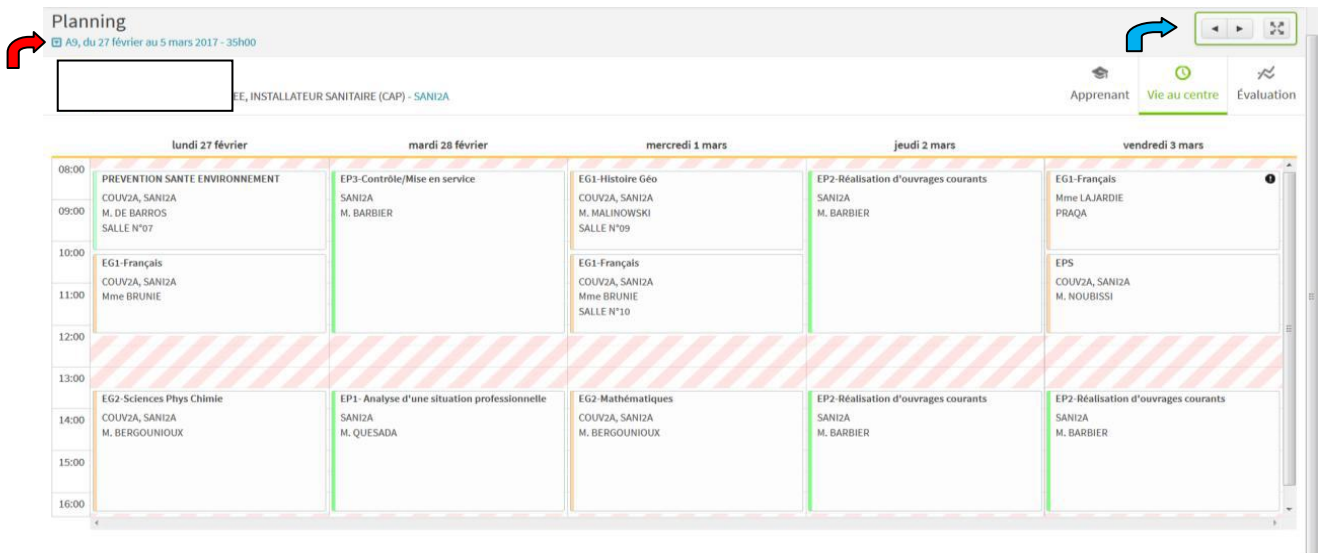 Planning
A9, du 27 février au 5 mars 2017 - 35h00
EE, INSTALLATEUR SANITAIRE (CAP) - SANI2A
Apprenant
Vie au centre
Évaluation
lundi 27 février
mardi 28 février
mercredi 1 mars
jeudi 2 mars
vendredi 3 mars
08:00
09:00
10:00
11:00
12:00
13:00
14:00
15:00
16:00
PREVENTION SANTE ENVIRONNEMENT
COUV2A, SANI2A
M. DE BARROS
SALLE N°07
EG1-Français
COUV2A, SANI2A
Mme BRUNIE
EG2-Sciences Phys Chimie
COUV2A, SANI2A
M. BERGOUNIOUX
EP3-Contrôle/Mise en service
SANI2A
M. BARBIER
EP1- Analyse d'une situation professionnelle
SANI2A
M. QUESADA
EG1-Histoire Géo
COUV2A, SANI2A
M. MALINOWSKI
SALLE N°09
EG1-Français
COUV2A, SANI2A
Mme BRUNIE
SALLE N°10
EG2-Mathématiques
COUV2A, SANI2A
M. BERGOUNIOUX
EP2-Réalisation d'ouvrages courants
SANI2A
M. BARBIER
EP2-Réalisation d'ouvrages courants
SANI2A
M. BARBIER
EG1-Français
Mme LAJARDIE
PRAQA
EPS
COUV2A, SANI2A
M. NOUBISSI
EP2-Réalisation d'ouvrages courants
SANI2A
M. BARBIER